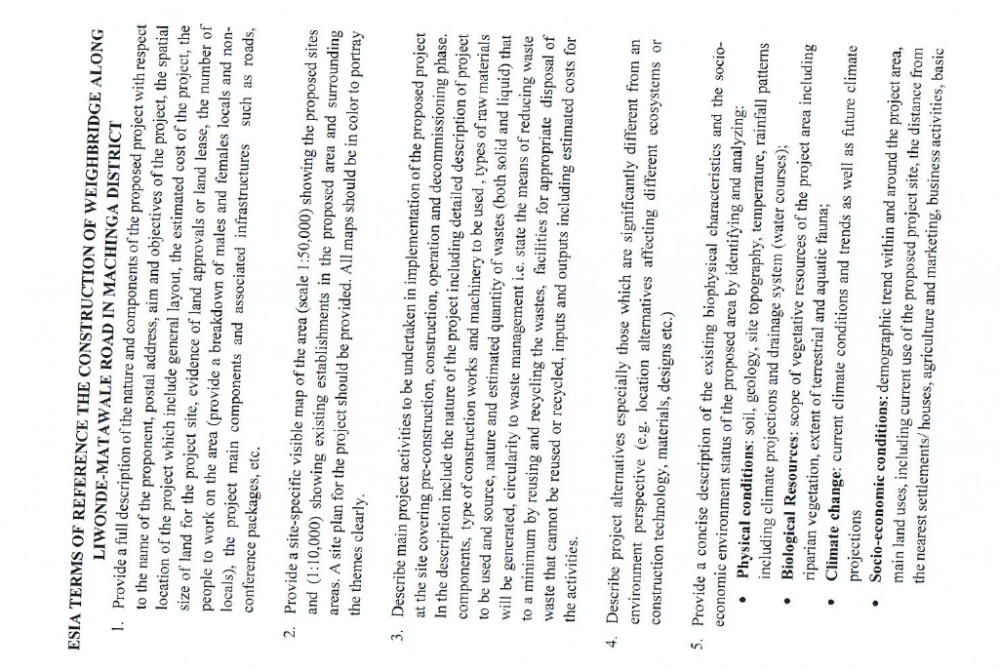 ESIA TERMS OF REFERENCE THE CONSTRUCTION OF WEIGHBRIDGE ALONG
LIWONDE-MATAWALE ROAD IN MACHINGA DISTRICT
1. Provide a full description of the nature and components of the proposed project with respect
to the name of the proponent, postal address, aim and objectives of the project, the spatial
location of the project which include general layout, the estimated cost of the project, the
size of land for the project site, evidence of land approvals or land lease, the number of
people to work on the area (provide a breakdown of males and females locals and non-
locals), the project main components and associated infrastructures such as roads,
conference packages, etc.
2. Provide a site-specific visible map of the area (scale 1:50,000) showing the proposed sites
and (1:10,000) showing existing establishments in the proposed area and surrounding
areas. A site plan for the project should be provided. All maps should be in color to portray
the themes clearly.
3. Describe main project activities to be undertaken in implementation of the proposed project
at the site covering pre-construction, construction, operation and decommissioning phase.
In the description include the nature of the project including detailed description of project
components, type of construction works and machinery to be used , types of raw materials
to be used and source, nature and estimated quantity of wastes (both solid and liquid) that
will be generated, circularity to waste management i.e. state the means of reducing waste
to a minimum by reusing and recycling the wastes, facilities for appropriate disposal of
waste that cannot be reused or recycled, inputs and outputs including estimated costs for
the activities.
4. Describe project alternatives especially those which are significantly different from an
environment perspective (e.g. location alternatives affecting different ecosystems or
construction technology, materials, designs etc.)
5. Provide a concise description of the existing biophysical characteristics and the socio-
economic environment status of the proposed area by identifying and analyzing:
• Physical conditions: soil, geology, site topography, temperature, rainfall patterns
including climate projections and drainage system (water courses);
• Biological Resources: scope of vegetative resources of the project area including
riparian vegetation, extent of terrestrial and aquatic fauna;
• Climate change: current climate conditions and trends as well as future climate
projections
• Socio-economic conditions: demographic trend within and around the project area,
main land uses, including current use of the proposed project site, the distance from
the nearest settlements/ houses, agriculture and marketing, business activities, basic